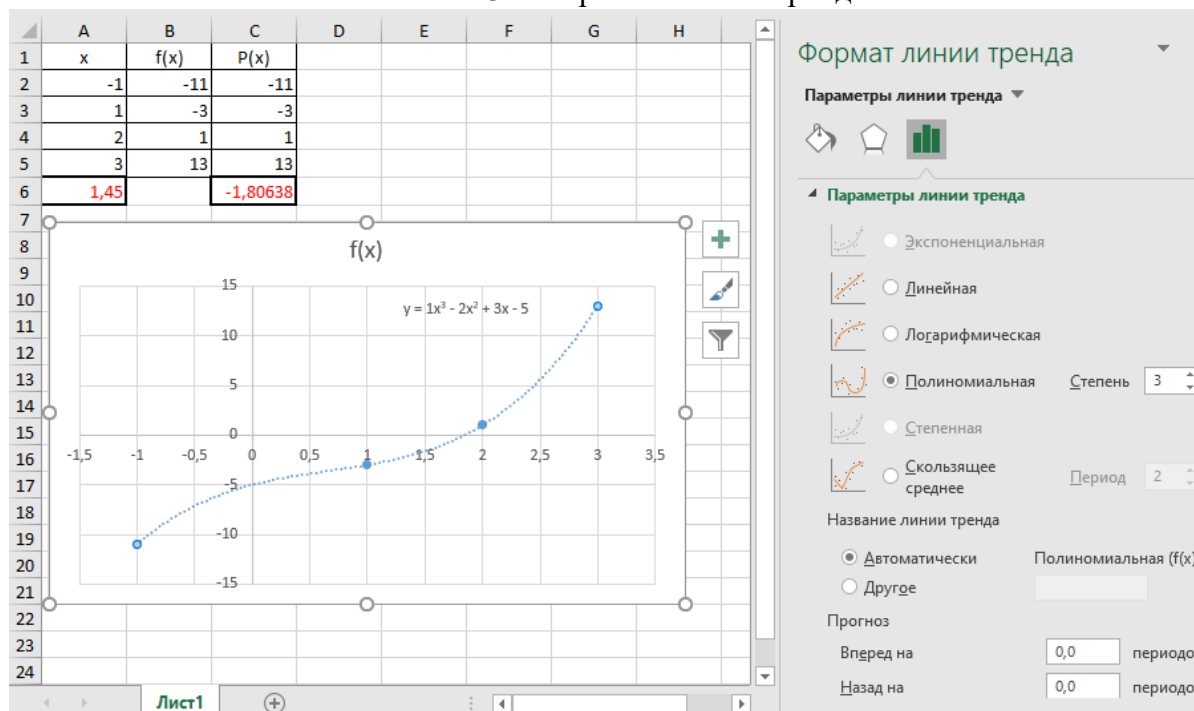 A B C D E F G H
1 x f(x) P(x)
2 -1 -11 -11
3 1 -3 -3
4 2 1 1
5 3 13 13
6 1,45 -1,80638
7
8
9
10
11
12
13
14
15
16
17
18
19
20
21
22
23
24
f(x)
y = 1x³ - 2x² + 3x - 5
15
10
5
0
-5
-10
-15
-1,5 -1 -0,5 0 0,5 1 1,5 2 2,5 3 3,5
Лист1
Формат линии тренда
Параметры линии тренда
Параметры линии тренда
Экспоненциальная
Линейная
Логарифмическая
Полиномиальная Степень 3
Степенная
Скользящее
среднее Период 2
Название линии тренда
Автоматически Полиномиальная (f(x)
Другое
Прогноз
Вперед на 0,0 периодо
Назад на 0,0 периодо